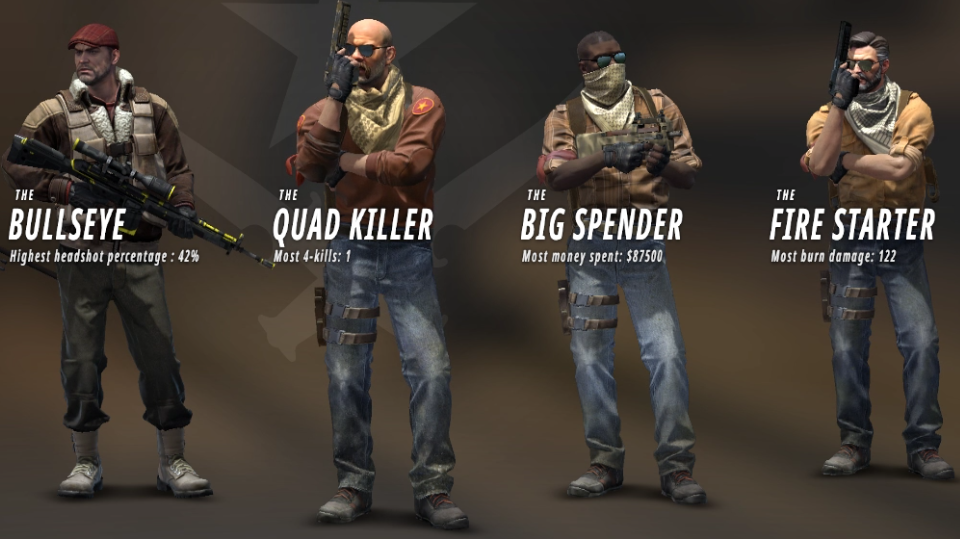 THE
BULLSEYE
Highest headshot percentage : 42%
THE
QUAD KILLER
Most 4-kills: 1
THE
BIG SPENDER
Most money spent: $87500
THE
FIRE STARTER
Most burn damage: 122